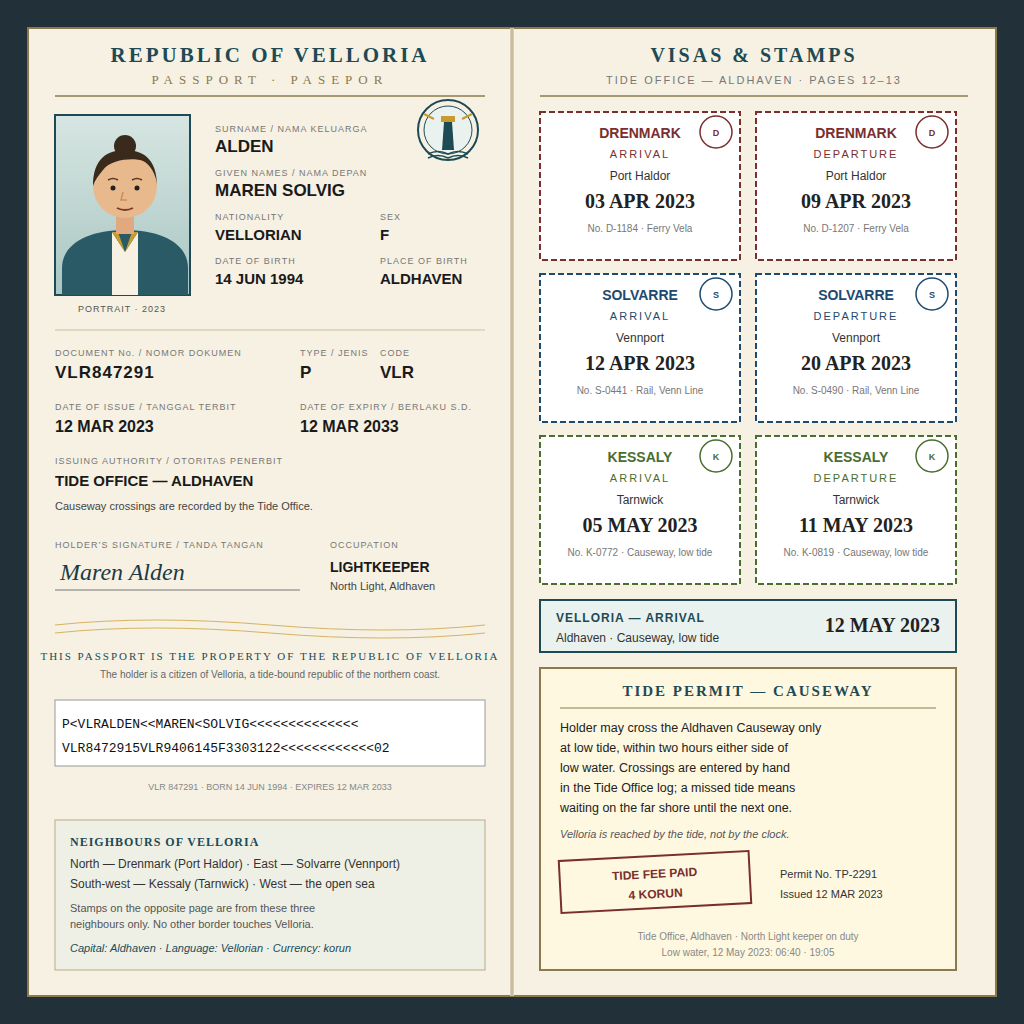 REPUBLIC OF VELLORIA
PASSPORT · PASEPOR
SURNAME / NAMA KELUARGA
ALDEN
GIVEN NAMES / NAMA DEPAN
MAREN SOLVIG
NATIONALITY SEX
VELLORIAN F
DATE OF BIRTH PLACE OF BIRTH
14 JUN 1994 ALDHAVEN
PORTRAIT · 2023
DOCUMENT No. / NOMOR DOKUMEN TYPE / JENIS CODE
VLR847291 P VLR
DATE OF ISSUE / TANGGAL TERBIT DATE OF EXPIRY / BERLAKU S.D.
12 MAR 2023 12 MAR 2033
ISSUING AUTHORITY / OTORITAS PENERBIT
TIDE OFFICE — ALDHAVEN
Causeway crossings are recorded by the Tide Office.
HOLDER'S SIGNATURE / TANDA TANGAN OCCUPATION
Maren Alden LIGHTKEEPER
North Light, Aldhaven
THIS PASSPORT IS THE PROPERTY OF THE REPUBLIC OF VELLORIA
The holder is a citizen of Velloria, a tide-bound republic of the northern coast.
P<VLRALDEN<<MAREN<SOLVIG<<<<<<<<<<<<<<
VLR8472915VLR9406145F3303122<<<<<<<<<<<<02
VLR 847291 · BORN 14 JUN 1994 · EXPIRES 12 MAR 2033
NEIGHBOURS OF VELLORIA
North — Drenmark (Port Haldor) · East — Solvarre (Vennport)
South-west — Kessaly (Tarnwick) · West — the open sea
Stamps on the opposite page are from these three
neighbours only. No other border touches Velloria.
Capital: Aldhaven · Language: Vellorian · Currency: korun
VISAS & STAMPS
TIDE OFFICE — ALDHAVEN · PAGES 12–13
DRENMARK D
ARRIVAL
Port Haldor
03 APR 2023
No. D-1184 · Ferry Vela
DRENMARK D
DEPARTURE
Port Haldor
09 APR 2023
No. D-1207 · Ferry Vela
SOLVARRE S
ARRIVAL
Vennport
12 APR 2023
No. S-0441 · Rail, Venn Line
SOLVARRE S
DEPARTURE
Vennport
20 APR 2023
No. S-0490 · Rail, Venn Line
KESSALY K
ARRIVAL
Tarnwick
05 MAY 2023
No. K-0772 · Causeway, low tide
KESSALY K
DEPARTURE
Tarnwick
11 MAY 2023
No. K-0819 · Causeway, low tide
VELLORIA — ARRIVAL
Aldhaven · Causeway, low tide
12 MAY 2023
TIDE PERMIT — CAUSEWAY
Holder may cross the Aldhaven Causeway only
at low tide, within two hours either side of
low water. Crossings are entered by hand
in the Tide Office log; a missed tide means
waiting on the far shore until the next one.
Velloria is reached by the tide, not by the clock.
TIDE FEE PAID
4 KORUN
Permit No. TP-2291
Issued 12 MAR 2023
Tide Office, Aldhaven · North Light keeper on duty
Low water, 12 May 2023: 06:40 · 19:05